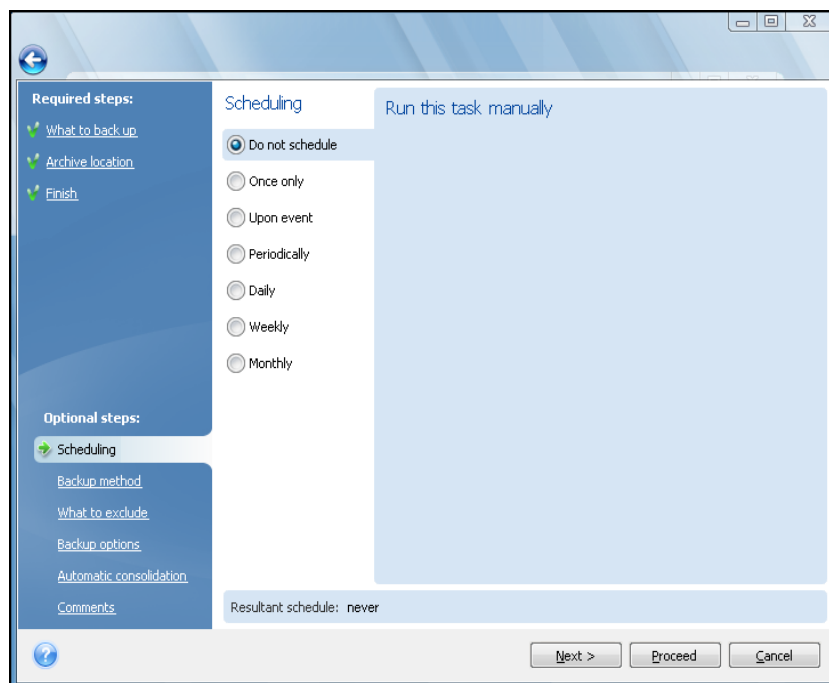 Required steps:
What to back up
Archive location
Finish
Optional steps:
Scheduling
Backup method
What to exclude
Backup options
Automatic consolidation
Comments
Scheduling
Do not schedule
Once only
Upon event
Periodically
Daily
Weekly
Monthly
Run this task manually
Resultant schedule: never
?
Next >
Proceed
Cancel